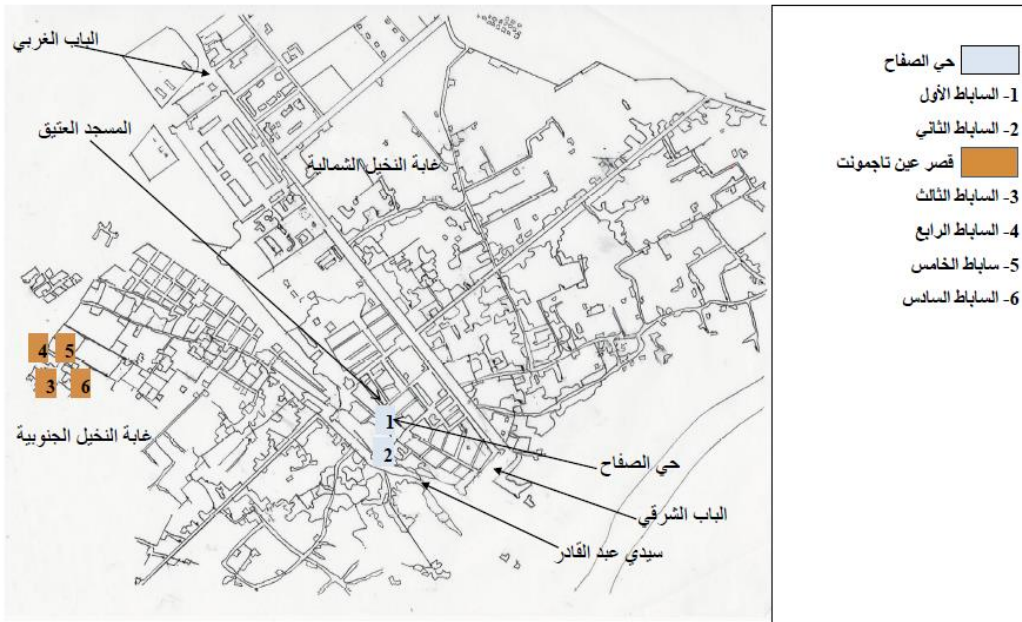 الباب الغربي
المسجد العتيق
غابة النخيل الشمالية
4
5
3
6
غابة النخيل الجنوبية
1
2
حي الصفاح
الباب الشرقي
سيدي عبد القادر
حي الصفاح
1- الساباط الأول
2- الساباط الثاني
قصر عين تاجمونت
3- الساباط الثالث
4- الساباط الرابع
5- ساباط الخامس
6- الساباط السادس